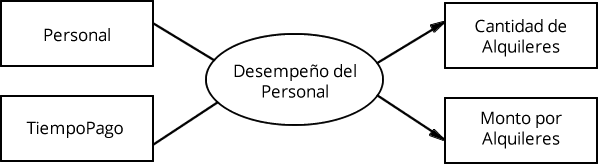 Personal
TiempoPago
Desempeño del
Personal
Cantidad de
Alquileres
Monto por
Alquileres